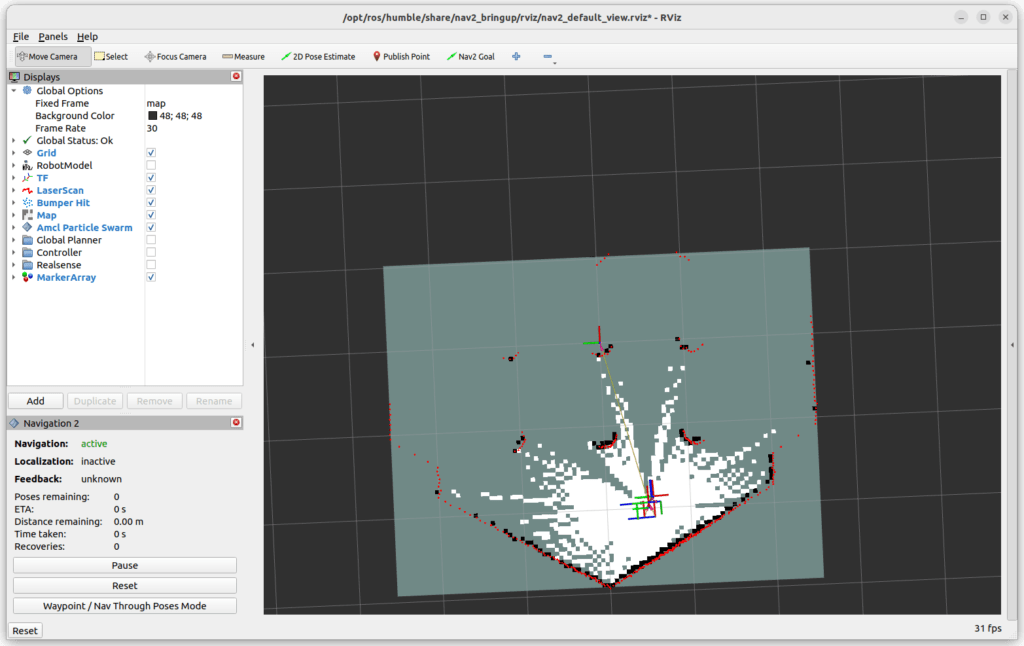 /opt/ros/humble/share/nav2_bringup/rviz/nav2_default_view.rviz* - RViz
File Panels Help
Move Camera Select Focus Camera Measure 2D Pose Estimate Publish Point Nav2 Goal
Displays
Global Options
Fixed Frame map
Background Color 48; 48; 48
Frame Rate 30
Global Status: Ok
Grid
RobotModel
TF
LaserScan
Bumper Hit
Map
Amcl Particle Swarm
Global Planner
Controller
Realsense
MarkerArray
Add Duplicate Remove Rename
Navigation 2
Navigation: active
Localization: inactive
Feedback: unknown
Poses remaining: 0
ETA: 0 s
Distance remaining: 0.00 m
Time taken: 0 s
Recoveries: 0
Pause
Reset
Waypoint / Nav Through Poses Mode
Reset 31 fps